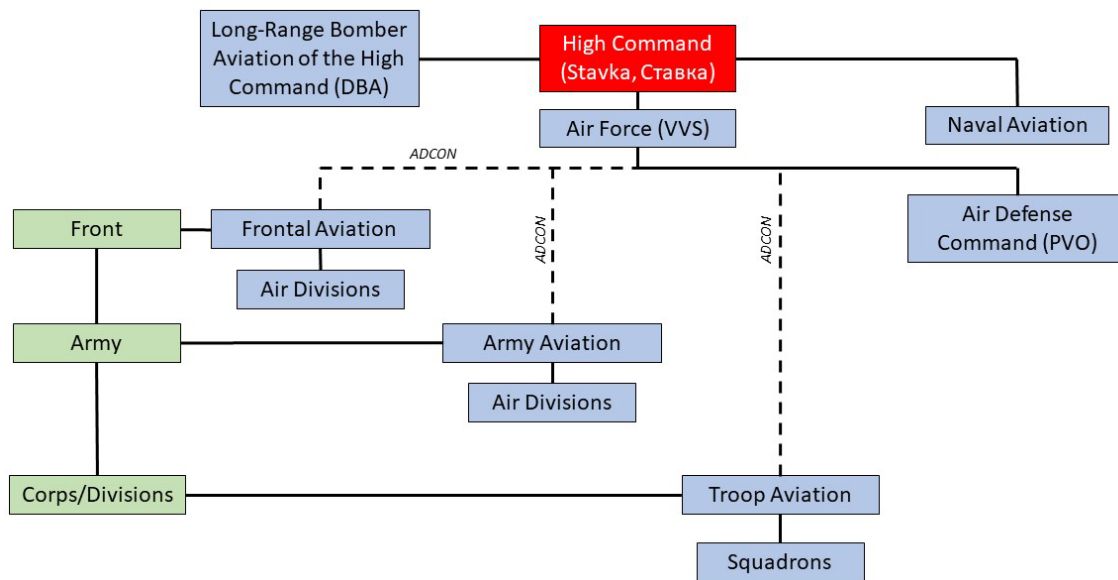 Long-Range Bomber
Aviation of the High
Command (DBA)
High Command
(Stavka, Ставка)
Air Force (VVS)
Naval Aviation
ADCON
Front
Frontal Aviation
ADCON
ADCON
Air Defense
Command (PVO)
Air Divisions
Army
Army Aviation
Air Divisions
Corps/Divisions
Troop Aviation
Squadrons